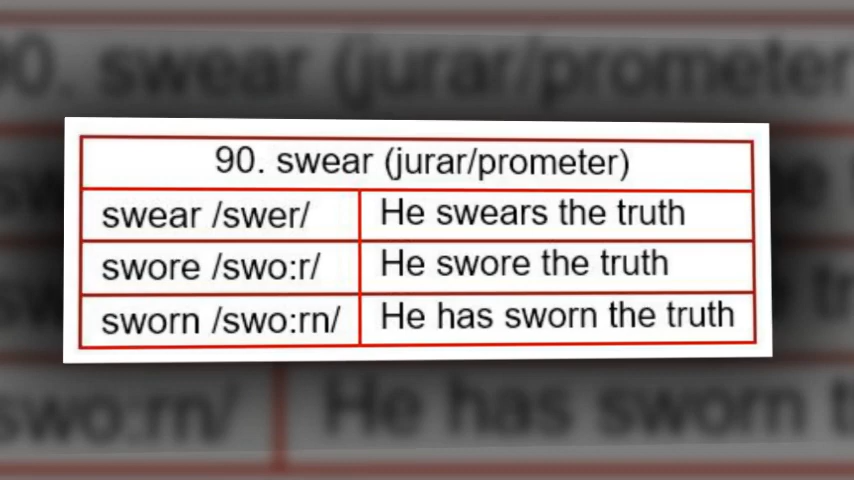 90. swear (jurar/prometer)
swear /swer/ He swears the truth
swore /swo:r/ He swore the truth
sworn /swo:rn/ He has sworn the truth